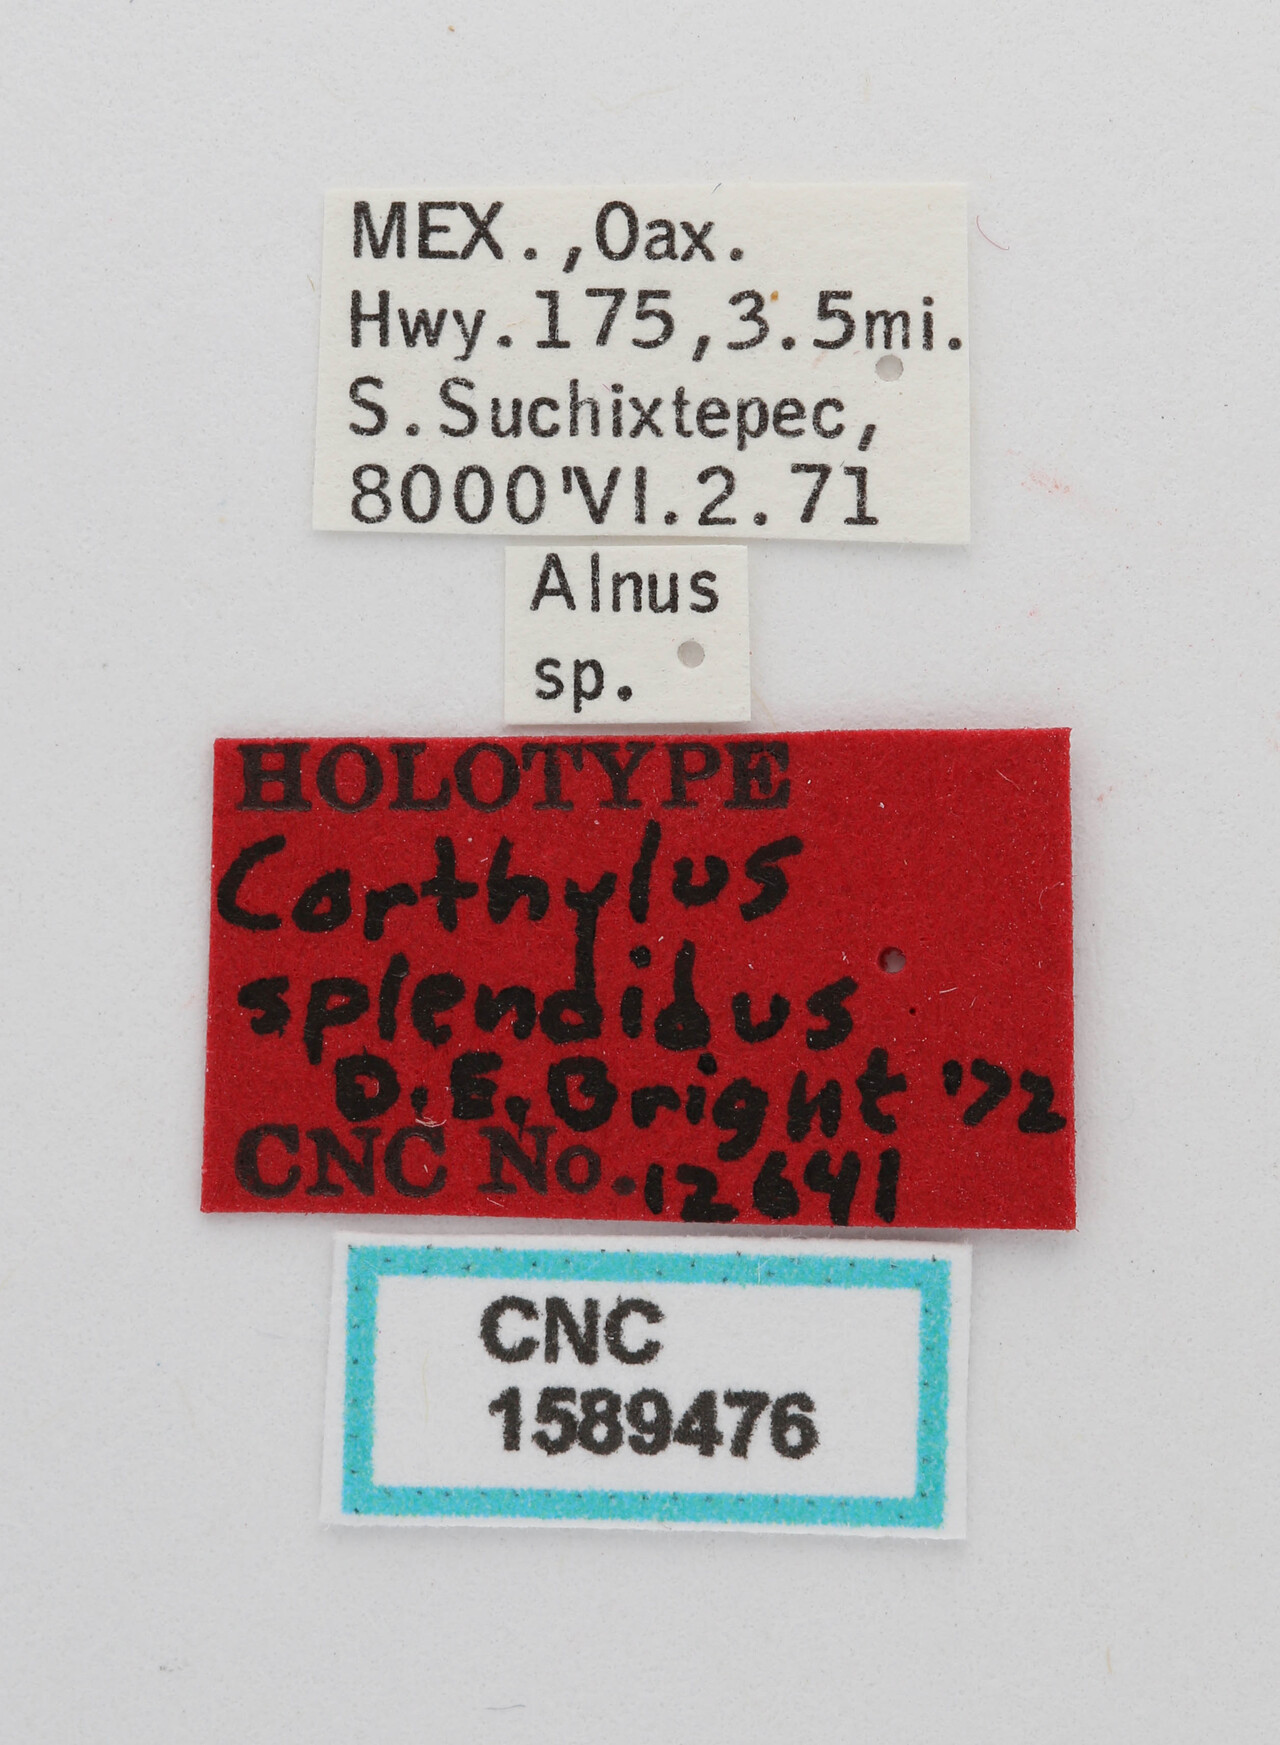 MEX.,Oax.
Hwy.175,3.5mi.
S.Suchixtepec,
8000'VI.2.71
Alnus
sp.
HOLOTYPE
Corthylus
splendidus
D.E.Bright '72
CNC No.12641
CNC
1589476